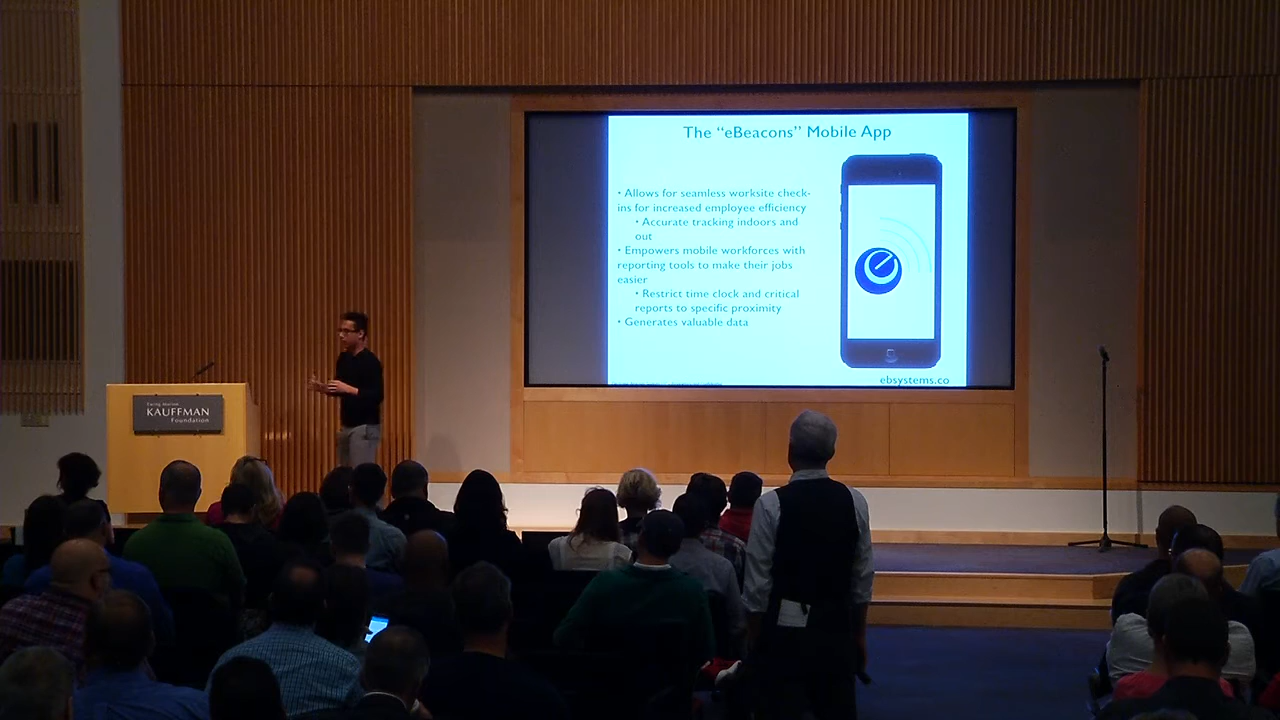 The “eBeacons” Mobile App
• Allows for seamless worksite check-
ins for increased employee efficiency
• Accurate tracking indoors and
out
• Empowers mobile workforces with
reporting tools to make their jobs
easier
• Restrict time clock and critical
reports to specific proximity
• Generates valuable data
ebsystems.co
Ewing Marion
KAUFFMAN
Foundation